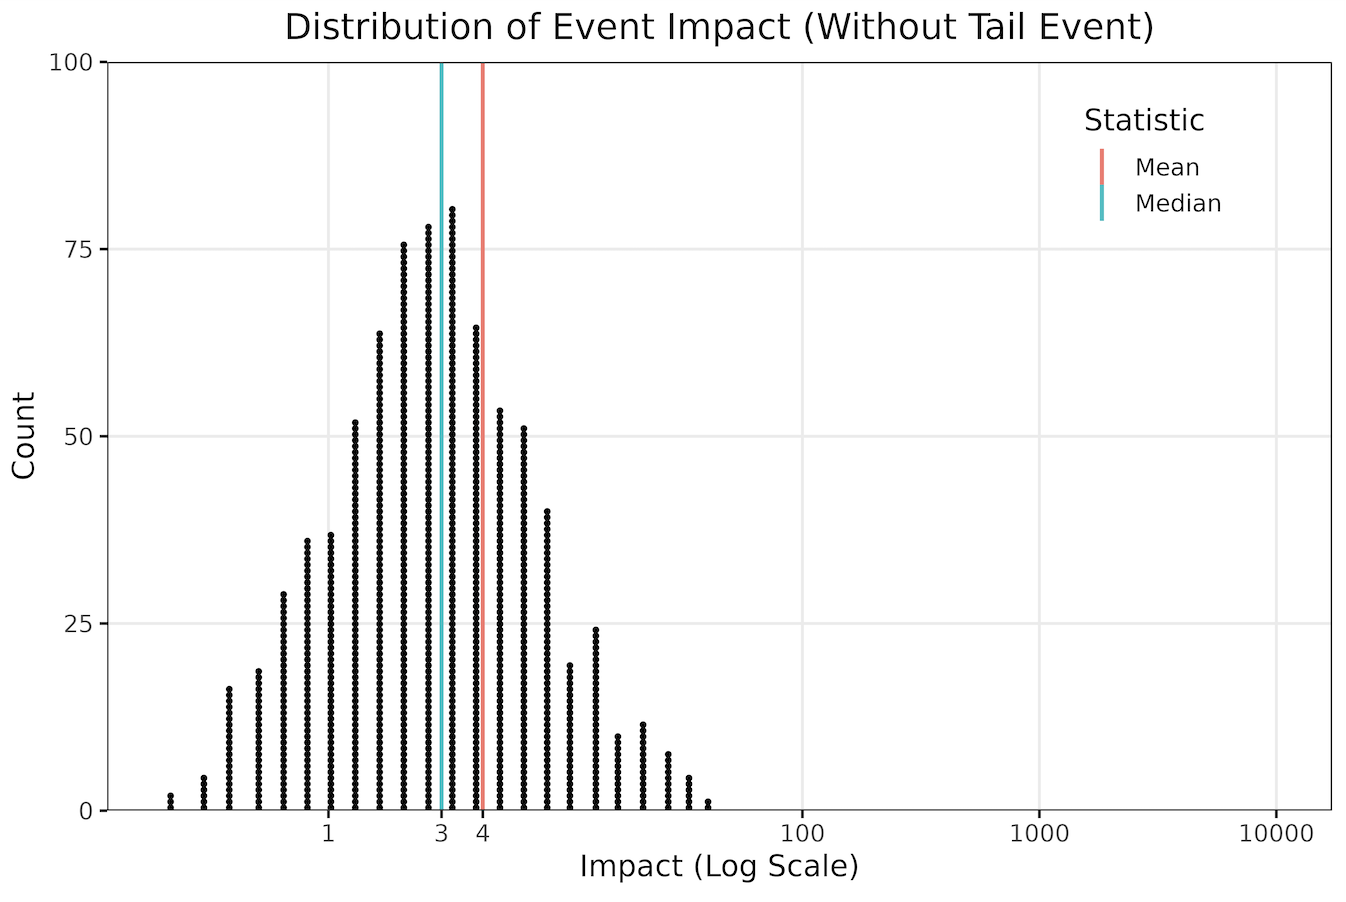 Distribution of Event Impact (Without Tail Event)
100
75
50
25
0
Count
Statistic
Mean
Median
1 3 4 100 1000 10000
Impact (Log Scale)